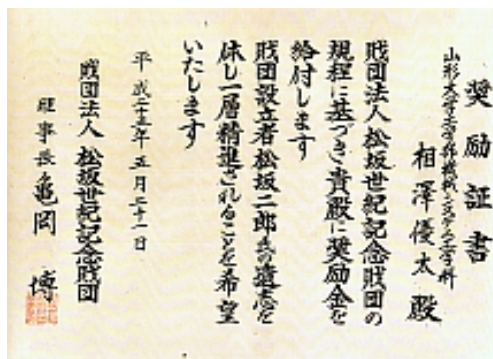 奨励証書
山形大学工学部機械システム工学科
相澤優太殿
財団法人松坂世紀記念財団の
規程に基づき貴殿に奨励金を
給付します
財団設立者松坂二郎氏の遺志を
休し一層精進されることを希望
いたします
平成二十五年五月三十一日
財団法人 松坂世紀記念財団
理事長 亀岡 博